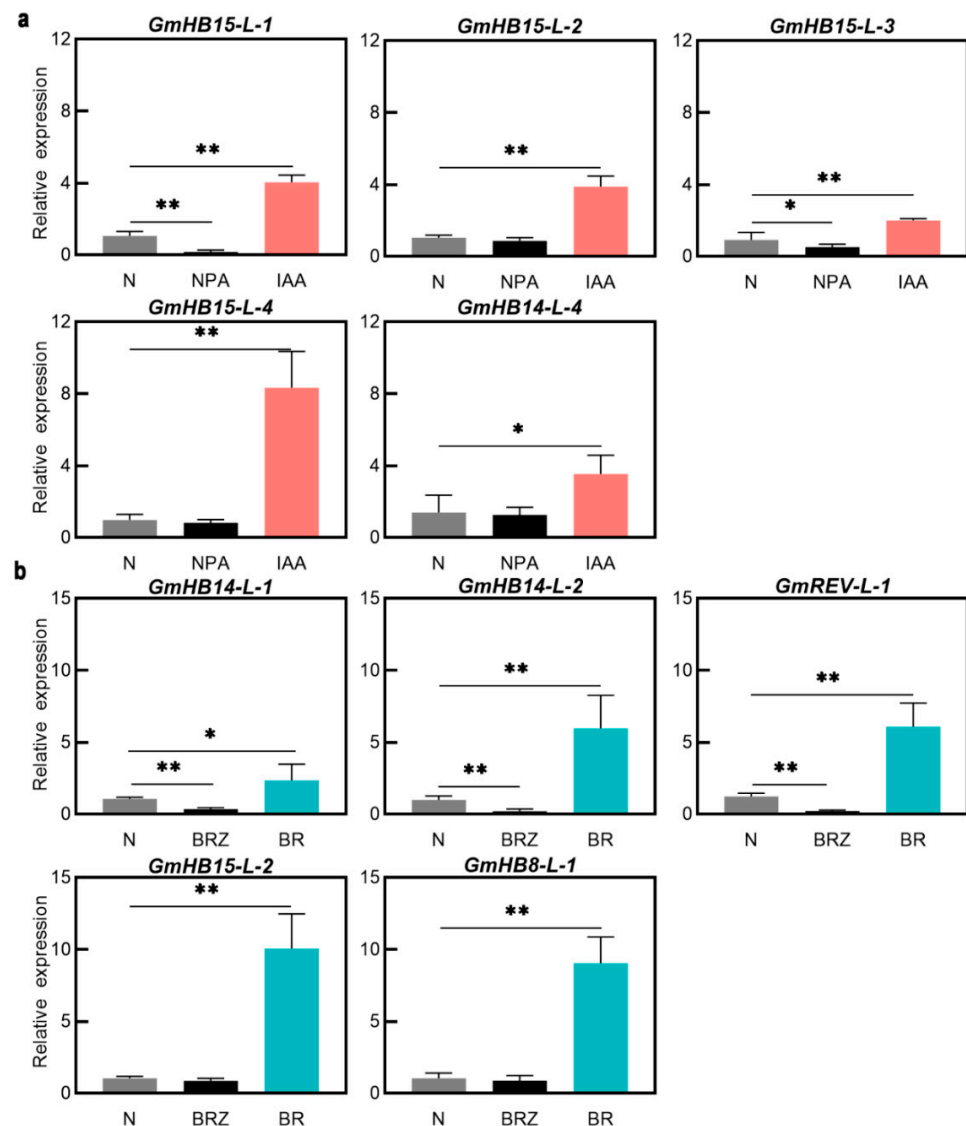 a
GmHB15-L-1 GmHB15-L-2 GmHB15-L-3
Relative expression
12 12 12
8 8 8
4 4 4
0 0 0
** ** ** ** *
N NPA IAA N NPA IAA N NPA IAA
GmHB15-L-4 GmHB14-L-4
Relative expression
12 12
8 8
4 4
0 0
** *
N NPA IAA N NPA IAA
b
GmHB14-L-1 GmHB14-L-2 GmREV-L-1
Relative expression
15 15 15
10 10 10
5 5 5
0 0 0
* ** ** ** ** **
N BRZ BR N BRZ BR N BRZ BR
GmHB15-L-2 GmHB8-L-1
Relative expression
15 15
10 10
5 5
0 0
** **
N BRZ BR N BRZ BR